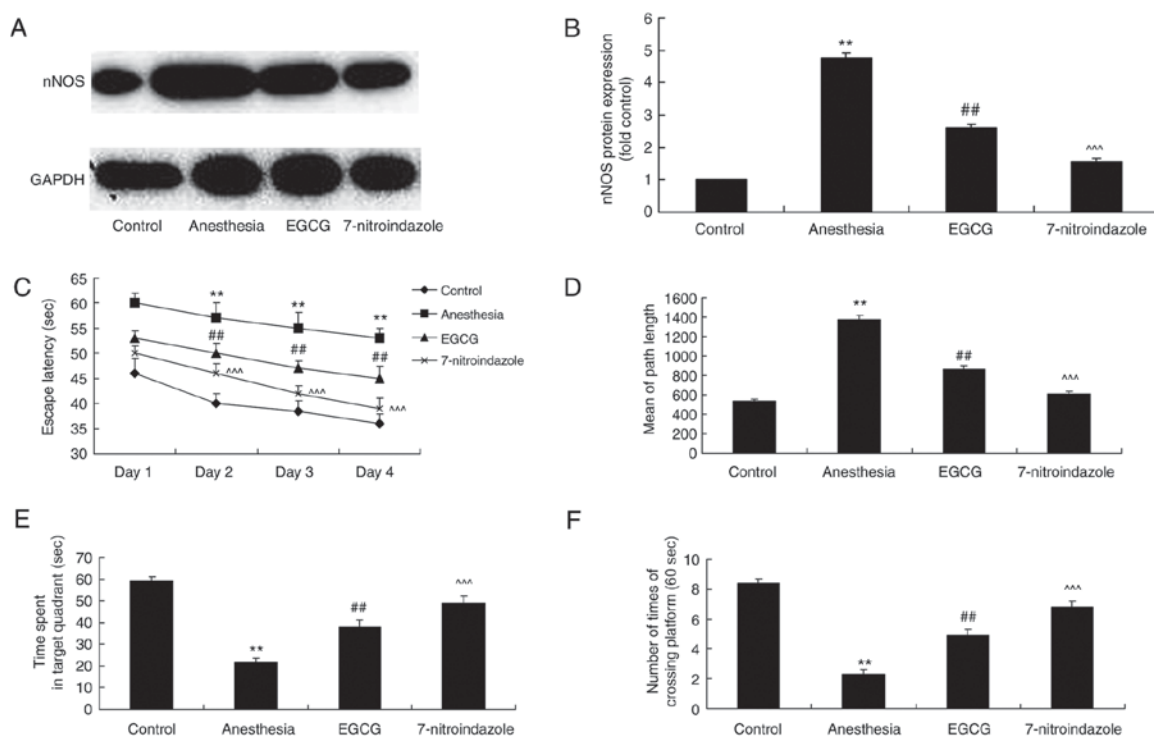 A
nNOS
GAPDH
Control Anesthesia EGCG 7-nitroindazole
B
nNOS protein expression
(fold control)
6
5
4
3
2
1
0
**
##
^^^
Control Anesthesia EGCG 7-nitroindazole
C
Escape latency (sec)
65
60
55
50
45
40
35
30
** ** **
## ## ##
^^^ ^^^ ^^^
Day 1 Day 2 Day 3 Day 4
Control
Anesthesia
EGCG
7-nitroindazole
D
Mean of path length
1600
1400
1200
1000
800
600
400
200
0
**
##
^^^
Control Anesthesia EGCG 7-nitroindazole
E
Time spent
in target quadrant (sec)
70
60
50
40
30
20
10
0
**
##
^^^
Control Anesthesia EGCG 7-nitroindazole
F
Number of times of
crossing platform (60 sec)
10
8
6
4
2
0
**
##
^^^
Control Anesthesia EGCG 7-nitroindazole